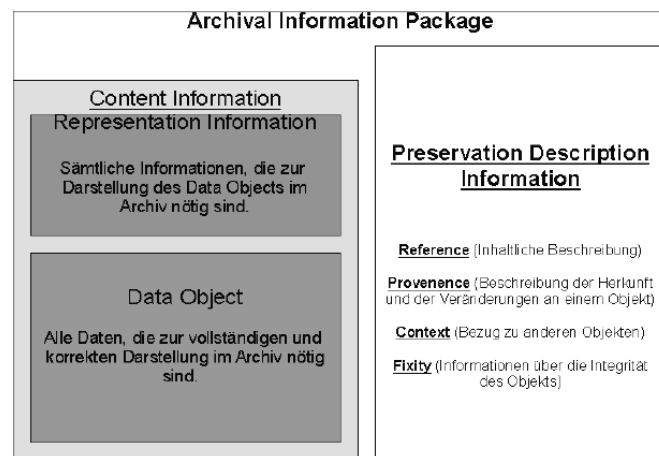 Archival Information Package
Content Information
Representation Information
Sämtliche Informationen, die zur
Darstellung des Data Objects im
Archiv nötig sind.
Data Object
Alle Daten, die zur vollständigen und
korrekten Darstellung im Archiv nötig
sind.
Preservation Description
Information
Reference (Inhaltliche Beschreibung)
Provenence (Beschreibung der Herkunft
und der Veränderungen an einem Objekt)
Context (Bezug zu anderen Objekten)
Fixity (Informationen über die Integrität
des Objekts)